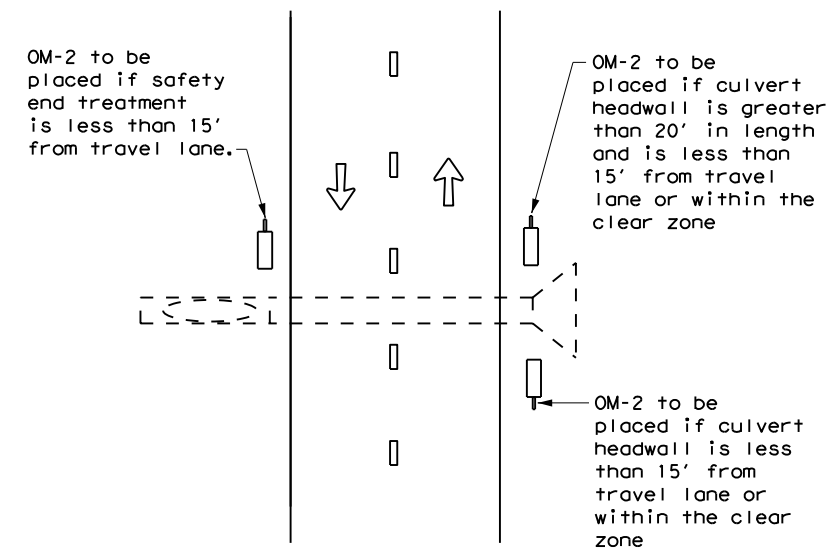 OM-2 to be
placed if safety
end treatment
is less than 15'
from travel lane.
OM-2 to be
placed if culvert
headwall is greater
than 20' in length
and is less than
15' from travel
lane or within the
clear zone
OM-2 to be
placed if culvert
headwall is less
than 15' from
travel lane or
within the clear
zone